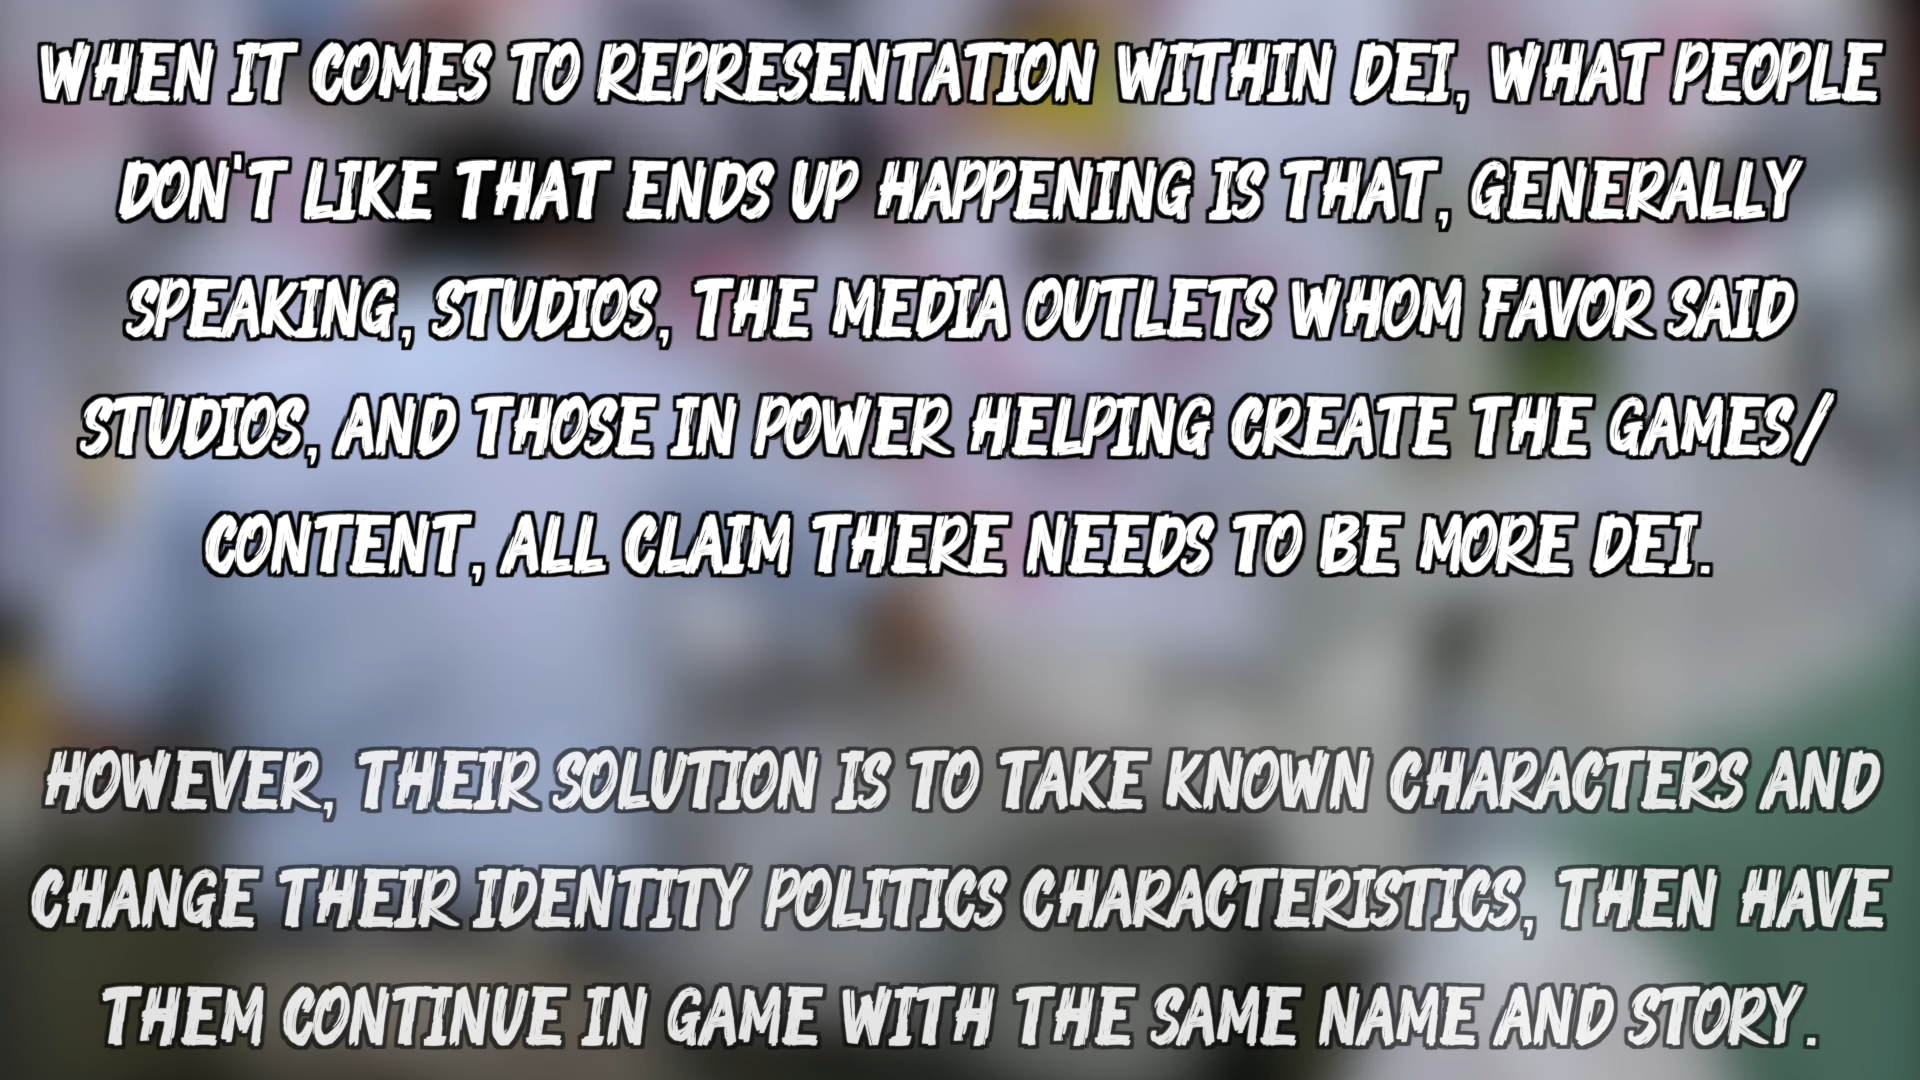 WHEN IT COMES TO REPRESENTATION WITHIN DEI, WHAT PEOPLE
DON'T LIKE THAT ENDS UP HAPPENING IS THAT, GENERALLY
SPEAKING, STUDIOS, THE MEDIA OUTLETS WHOM FAVOR SAID
STUDIOS, AND THOSE IN POWER HELPING CREATE THE GAMES/
CONTENT, ALL CLAIM THERE NEEDS TO BE MORE DEI.
HOWEVER, THEIR SOLUTION IS TO TAKE KNOWN CHARACTERS AND
CHANGE THEIR IDENTITY POLITICS CHARACTERISTICS, THEN HAVE
THEM CONTINUE IN GAME WITH THE SAME NAME AND STORY.